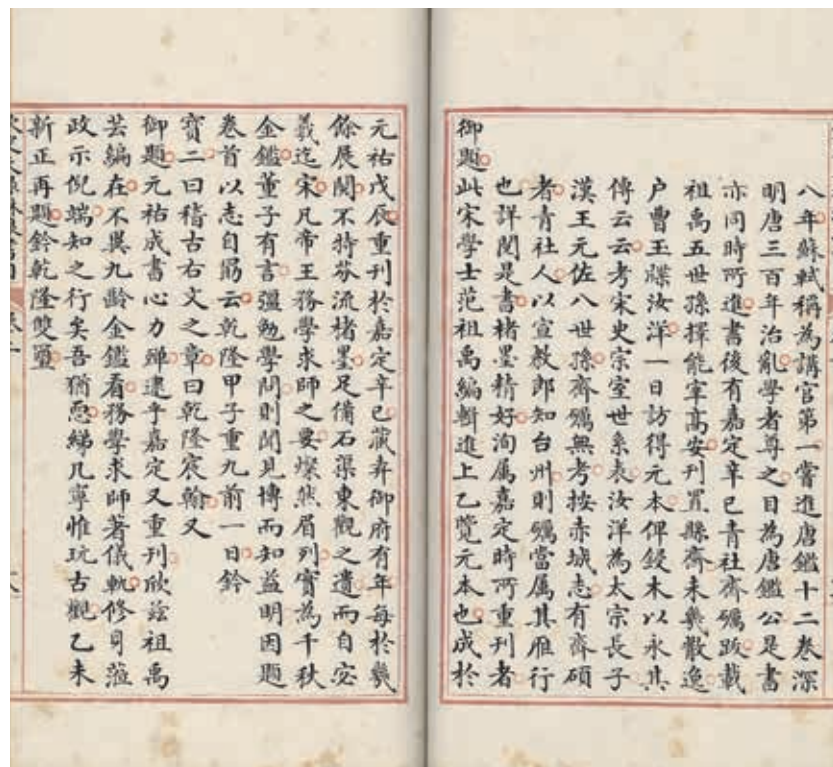 八年蘇軾稱為講官第一嘗進唐鑑十二卷深
明唐三百年治亂學者尊之目為唐鑑公是書
亦同時所進書後有嘉定辛巳青社齊礪跋載
祖禹五世孫擇能宰高安刊置縣齋未幾散逸
户曹王牒汝洋一日訪得元本俾鋟木以永其
傳云云考宋史宗室世系表汝洋為太宗長子
漢王元佐八世孫齊礪無考按赤城志有齊碩
者青社人以宣教郎知台州則礪當属其雁行
也詳閱是書楮墨精好洵属嘉定時所重刊者
御題此宋學士范祖禹編輯進上乙覽元本也成於
元祐戊辰重刊於嘉定辛巳藏弆御府有年每於幾
餘展閱不特芬流楮墨足備石渠東觀之遺而自宓
羲迄宋凡帝王務學求師之要燦然眉列實為千秋
金鑑董子有言彊勉學問則聞見博而知益明因題
卷首以志自勗云乾隆甲子重九前一日鈐
寳二曰稽古右文之章曰乾隆宸翰又
御題元祐成書心力殫逮乎嘉定又重刊欣兹祖禹
芸編在不異九齡金鑑看務學求師著儀軌修身蒞
政示倪端知之行矣吾猶恧綈几寧惟玩古觀乙未
新正再題鈐乾隆雙璽